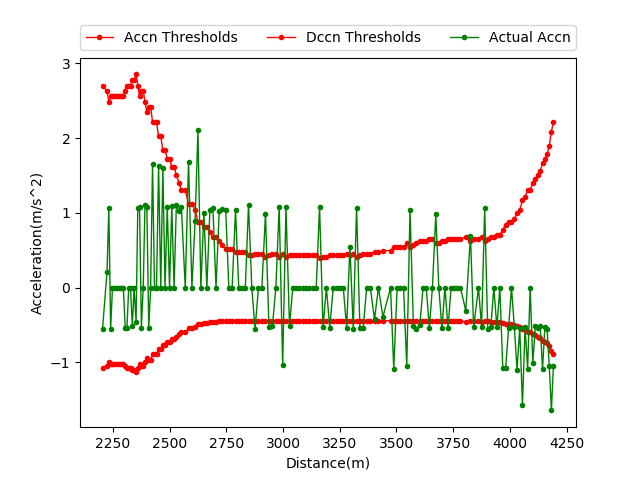 Accn Thresholds Dccn Thresholds Actual Accn
3
2
1
0
−1
Acceleration(m/s^2)
2250 2500 2750 3000 3250 3500 3750 4000 4250
Distance(m)